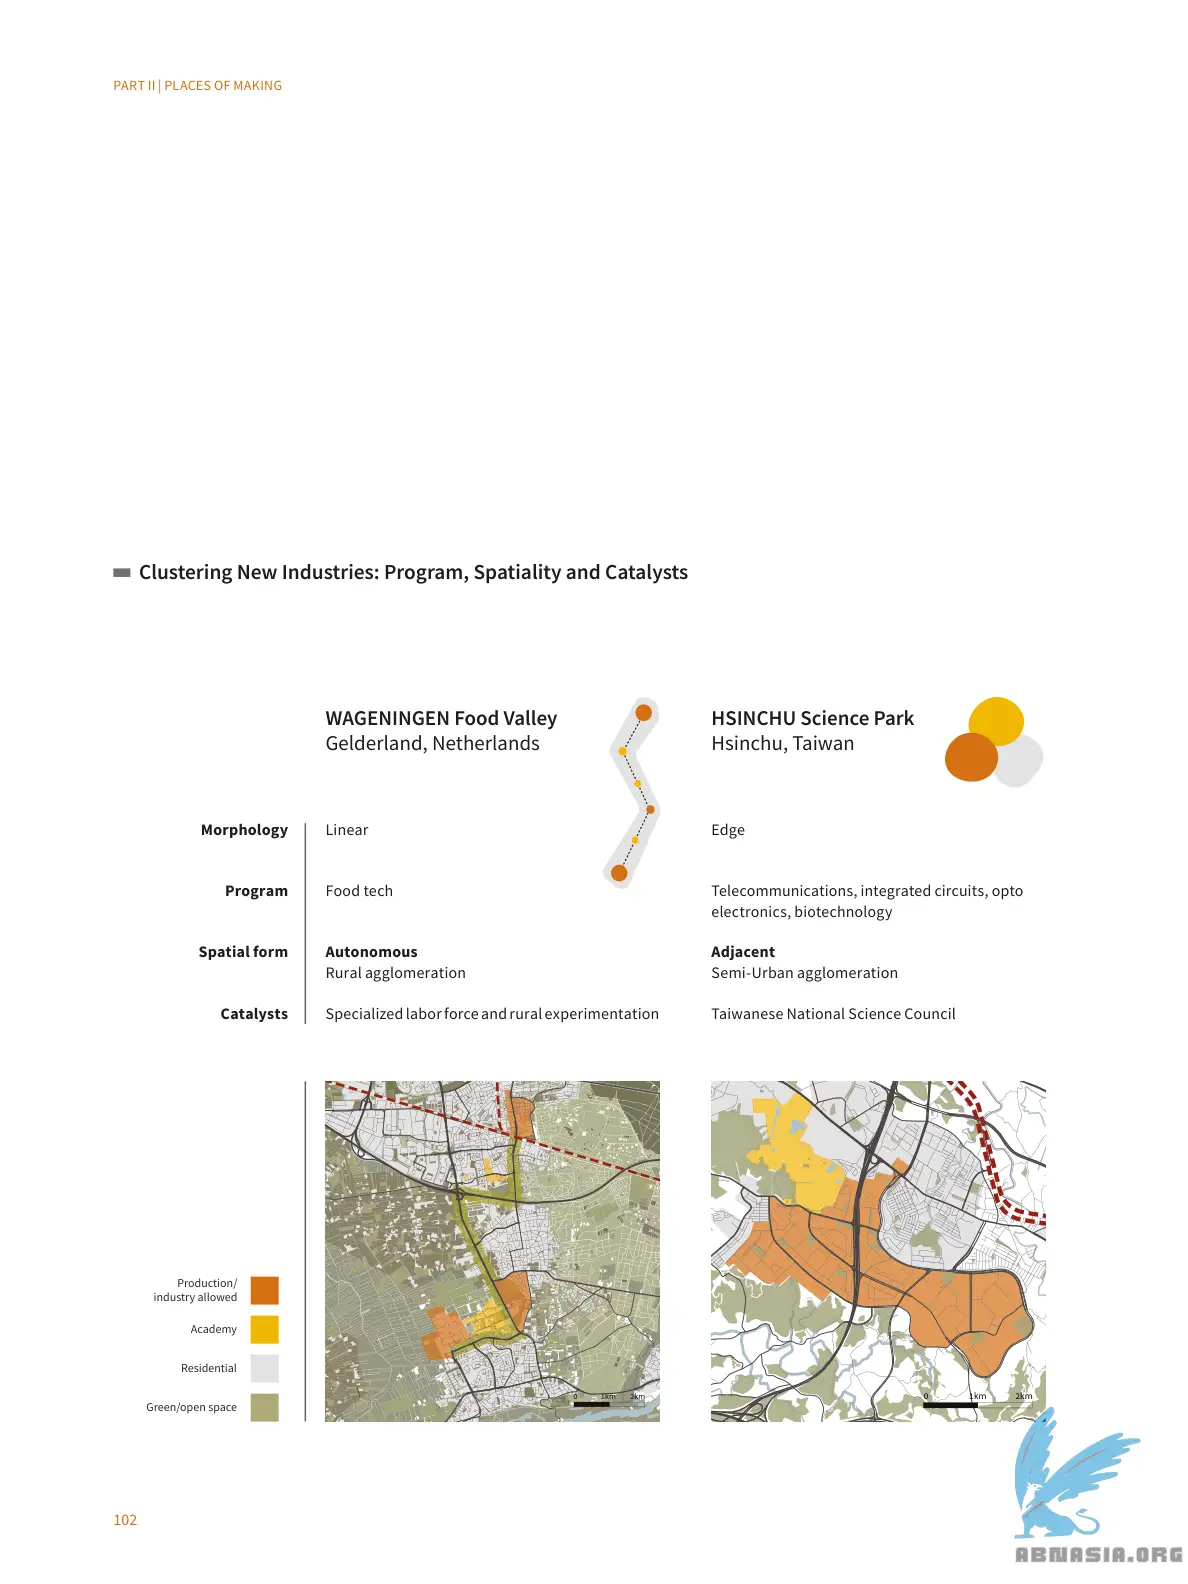 PART II | PLACES OF MAKING
Clustering New Industries: Program, Spatiality and Catalysts
WAGENINGEN Food Valley
Gelderland, Netherlands
HSINCHU Science Park
Hsinchu, Taiwan
Morphology
Linear
Edge
Program
Food tech
Telecommunications, integrated circuits, opto
electronics, biotechnology
Spatial form
Autonomous
Rural agglomeration
Adjacent
Semi-Urban agglomeration
Catalysts
Specialized labor force and rural experimentation
Taiwanese National Science Council
Production/
industry allowed
Academy
Residential
Green/open space
0 1km 2km
0 1km 2km
102
ABNASIA.ORG